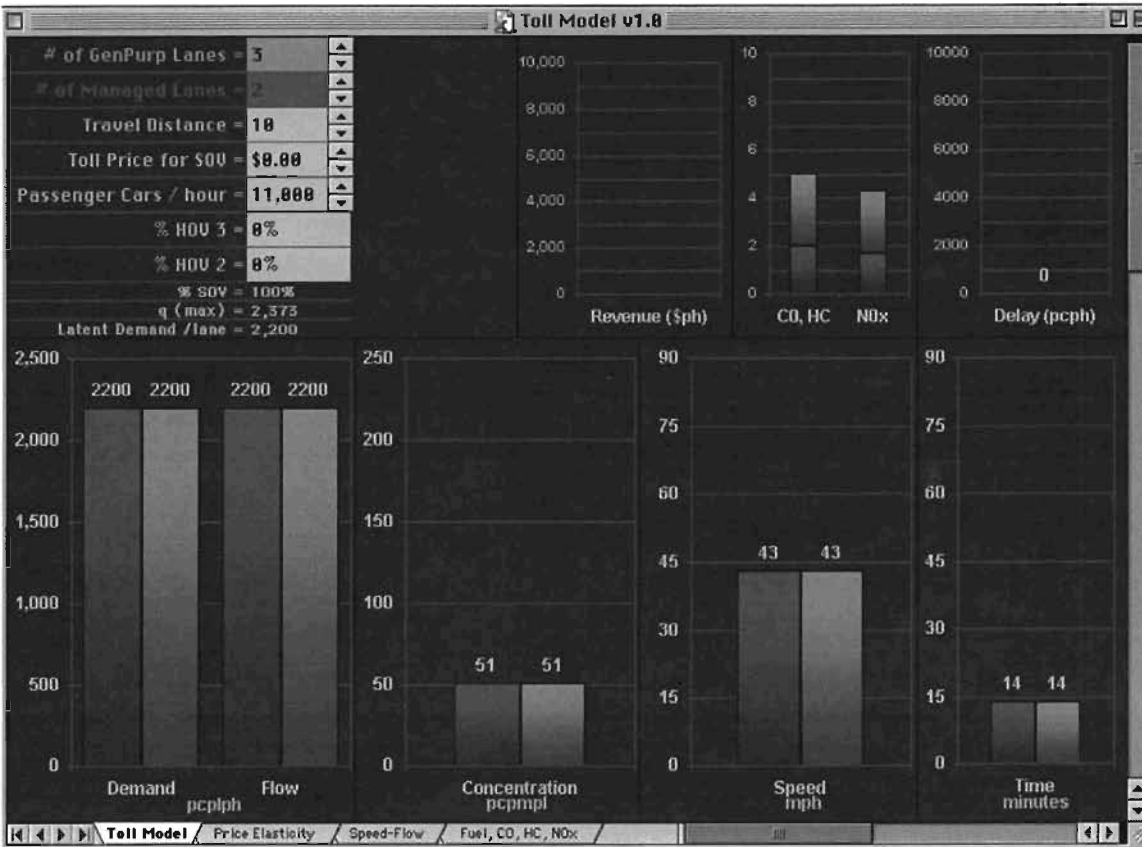 Toll Model v1.0
# of GenPurp Lanes = 3
# of Managed Lanes = 2
Travel Distance = 10
Toll Price for SOV = $0.00
Passenger Cars / hour = 11,000
% HOV 3 = 0%
% HOV 2 = 0%
% SOV = 100%
q (max) = 2,373
Latent Demand /lane = 2,200
10,000
8,000
6,000
4,000
2,000
0
Revenue ($ph)
10
8
6
4
2
0
CO, HC NOx
10000
8000
6000
4000
2000
0
0
Delay (pcph)
2,500
2,000
1,500
1,000
500
0
2200 2200 2200 2200
Demand Flow
pcplph
250
200
150
100
50
0
51 51
Concentration
pcpmpl
90
75
60
45
30
15
0
43 43
Speed
mph
90
75
60
45
30
15
0
14 14
Time
minutes
Toll Model Price Elasticity Speed-Flow Fuel, CO, HC, NOx